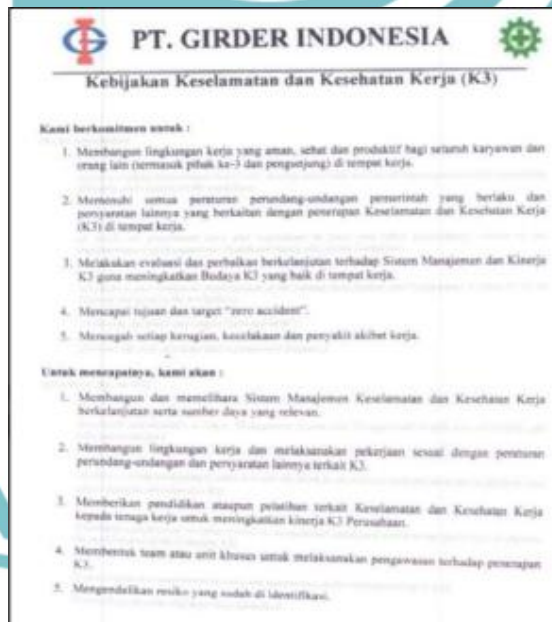 PT. GIRDER INDONESIA
Kebijakan Keselamatan dan Kesehatan Kerja (K3)
Kami berkomitmen untuk :
1. Membangun lingkungan kerja yang aman, sehat dan produktif bagi seluruh karyawan dan
orang lain (termasuk pihak ke-3 dan pengunjung) di tempat kerja.
2. Memenuhi semua peraturan perundang-undangan pemerintah yang berlaku dan
persyaratan lainnya yang berkaitan dengan penerapan Keselamatan dan Kesehatan Kerja
(K3) di tempat kerja.
3. Melakukan evaluasi dan perbaikan berkelanjutan terhadap Sistem Manajemen dan Kinerja
K3 guna meningkatkan Budaya K3 yang baik di tempat kerja.
4. Mencapai tujuan dan target "zero accident".
5. Mencegah setiap kerugian, kecelakaan dan penyakit akibat kerja.
Untuk mencapainya, kami akan :
1. Membangun dan memelihara Sistem Manajemen Keselamatan dan Kesehatan Kerja
berkelanjutan serta sumber daya yang relevan.
2. Membangun lingkungan kerja dan melaksanakan pekerjaan sesuai dengan peraturan
perundang-undangan dan persyaratan lainnya terkait K3.
3. Memberikan pendidikan ataupun pelatihan terkait Keselamatan dan Kesehatan Kerja
kepada tenaga kerja untuk meningkatkan kinerja K3 Perusahaan.
4. Membentuk team atau unit khusus untuk melaksanakan pengawasan terhadap penerapan
K3.
5. Mengendalikan resiko yang sudah di identifikasi.